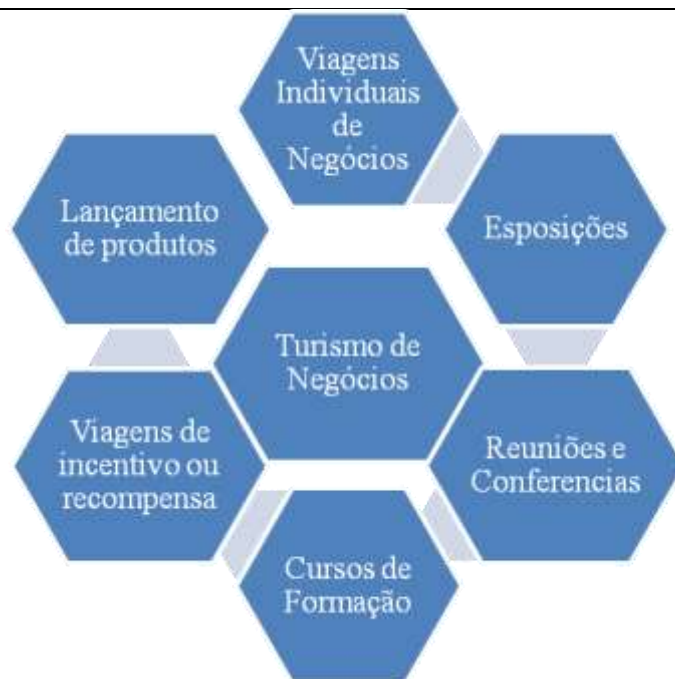 Viagens
Individuais
de
Negócios
Esposições
Reuniões e
Conferencias
Cursos de
Formação
Viagens de
incentivo ou
recompensa
Lançamento
de produtos
Turismo de
Negócios